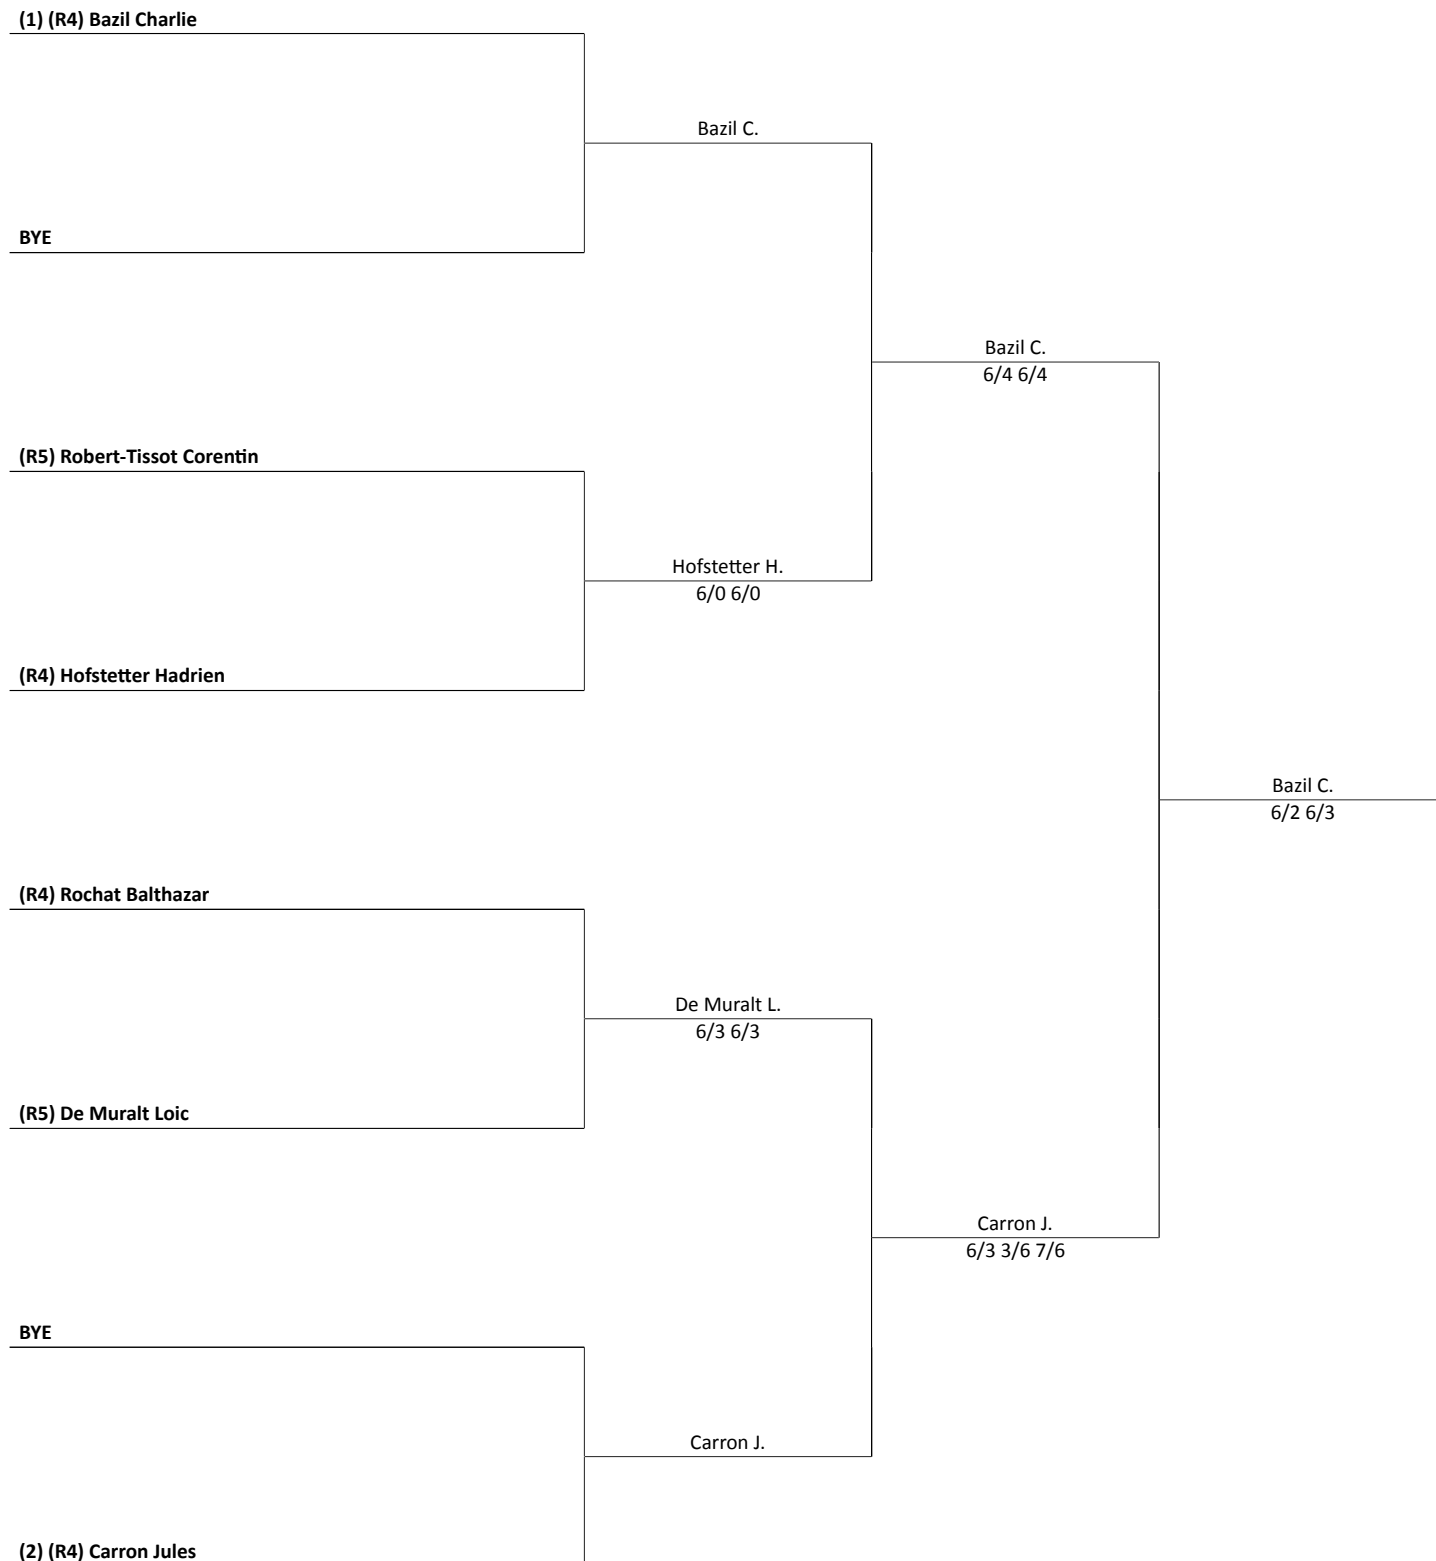 (1) (R4) Bazil Charlie
Bazil C.
BYE
Bazil C.
6/4 6/4
(R5) Robert-Tissot Corentin
Hofstetter H.
6/0 6/0
(R4) Hofstetter Hadrien
Bazil C.
6/2 6/3
(R4) Rochat Balthazar
De Muralt L.
6/3 6/3
(R5) De Muralt Loic
Carron J.
6/3 3/6 7/6
BYE
Carron J.
(2) (R4) Carron Jules